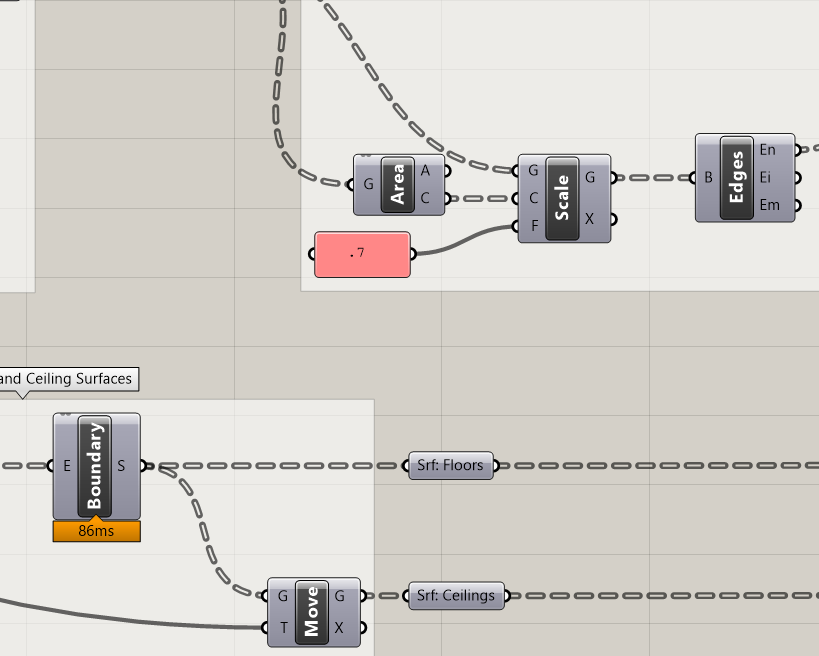 A
G
Area
C
.7
G
C
F
Scale
G
X
B
Edges
En
Ei
Em
and Ceiling Surfaces
E
Boundary
S
86ms
Srf: Floors
G
T
Move
G
X
Srf: Ceilings